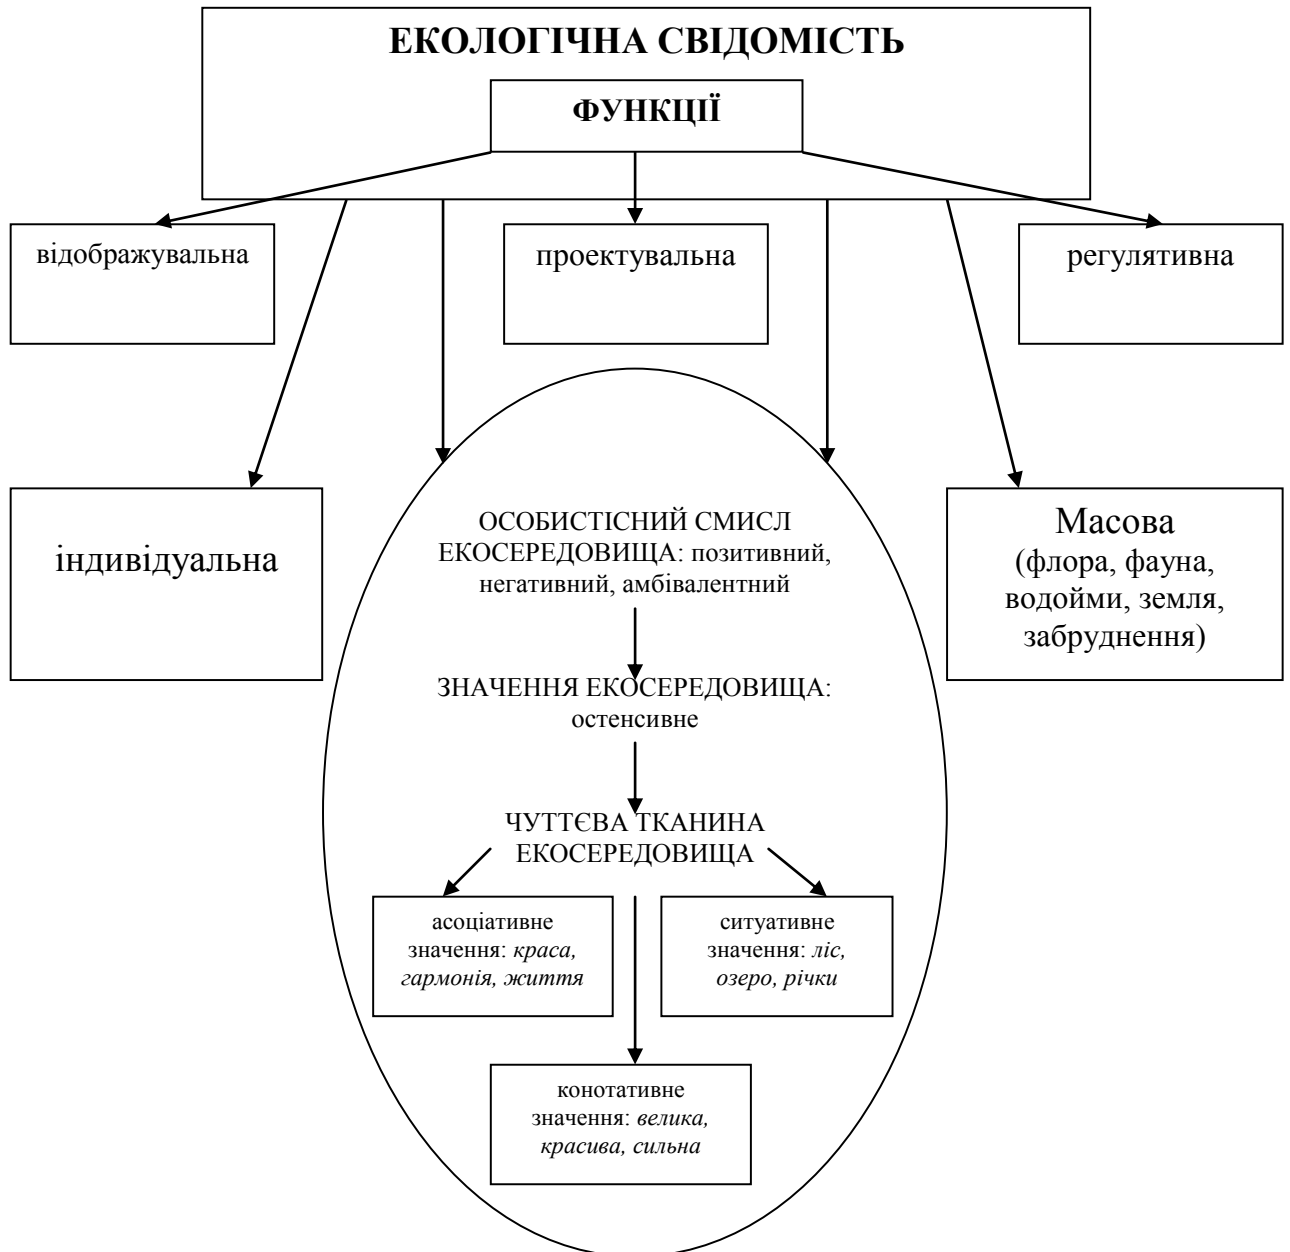 ЕКОЛОГІЧНА СВІДОМІСТЬ
ФУНКЦІЇ
відображувальна
проектувальна
регулятивна
індивідуальна
ОСОБИСТІСНИЙ СМИСЛ
ЕКОСЕРЕДОВИЩА: позитивний,
негативний, амбівалентний
Масова
(флора, фауна,
водойми, земля,
забруднення)
ЗНАЧЕННЯ ЕКОСЕРЕДОВИЩА:
остенсивне
ЧУТТЄВА ТКАНИНА
ЕКОСЕРЕДОВИЩА
асоціативне
значення: краса,
гармонія, життя
ситуативне
значення: ліс,
озеро, річки
конотативне
значення: велика,
красива, сильна